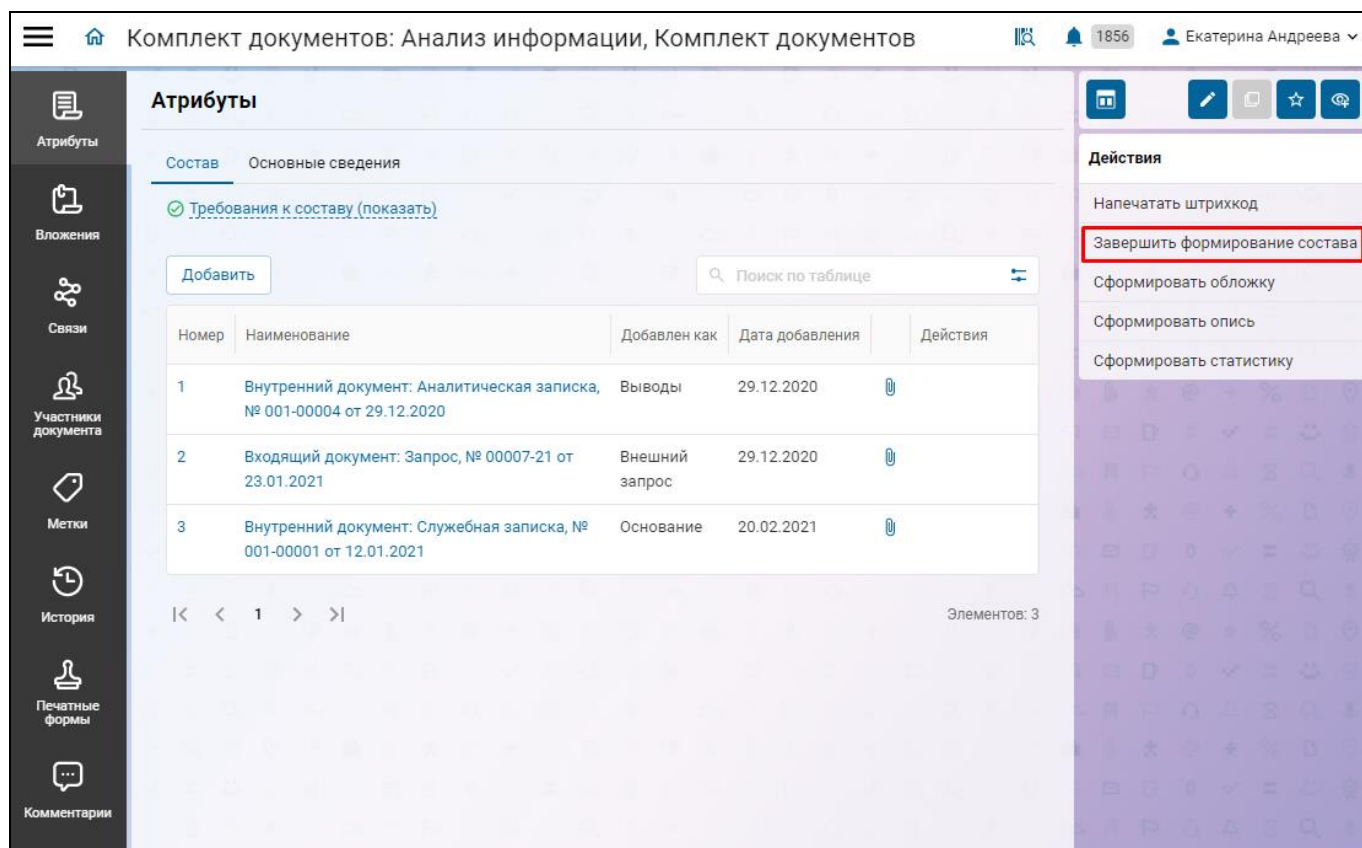 Комплект документов: Анализ информации, Комплект документов
1856
Екатерина Андреева
Атрибуты
Вложения
Связи
Участники
документа
Метки
История
Печатные
формы
Комментарии
Атрибуты
Состав Основные сведения
Требования к составу (показать)
Добавить
Поиск по таблице
Номер Наименование Добавлен как Дата добавления Действия
1 Внутренний документ: Аналитическая записка, Выводы 29.12.2020
№ 001-00004 от 29.12.2020
2 Входящий документ: Запрос, № 00007-21 от Внешний 29.12.2020
23.01.2021 запрос
3 Внутренний документ: Служебная записка, № Основание 20.02.2021
001-00001 от 12.01.2021
1
Элементов: 3
Действия
Напечатать штрихкод
Завершить формирование состава
Сформировать обложку
Сформировать опись
Сформировать статистику